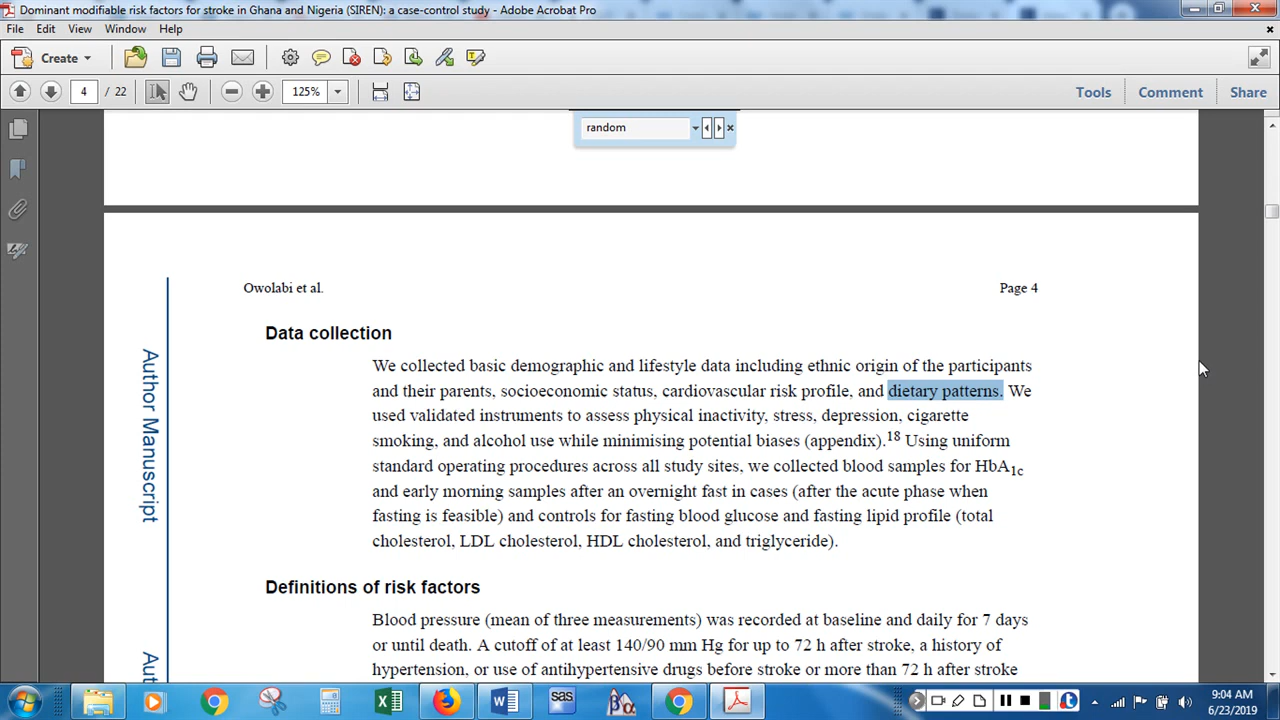 Dominant modifiable risk factors for stroke in Ghana and Nigeria (SIREN): a case-control study - Adobe Acrobat Pro
File Edit View Window Help
Create
4 / 22 125% Tools Comment Share
random
Owolabi et al. Page 4
Author Manuscript
Data collection
We collected basic demographic and lifestyle data including ethnic origin of the participants
and their parents, socioeconomic status, cardiovascular risk profile, and dietary patterns. We
used validated instruments to assess physical inactivity, stress, depression, cigarette
smoking, and alcohol use while minimising potential biases (appendix).18 Using uniform
standard operating procedures across all study sites, we collected blood samples for HbA1c
and early morning samples after an overnight fast in cases (after the acute phase when
fasting is feasible) and controls for fasting blood glucose and fasting lipid profile (total
cholesterol, LDL cholesterol, HDL cholesterol, and triglyceride).
Definitions of risk factors
Blood pressure (mean of three measurements) was recorded at baseline and daily for 7 days
or until death. A cutoff of at least 140/90 mm Hg for up to 72 h after stroke, a history of
hypertension, or use of antihypertensive drugs before stroke or more than 72 h after stroke
Aut
sas
βα
9:04 AM
6/23/2019